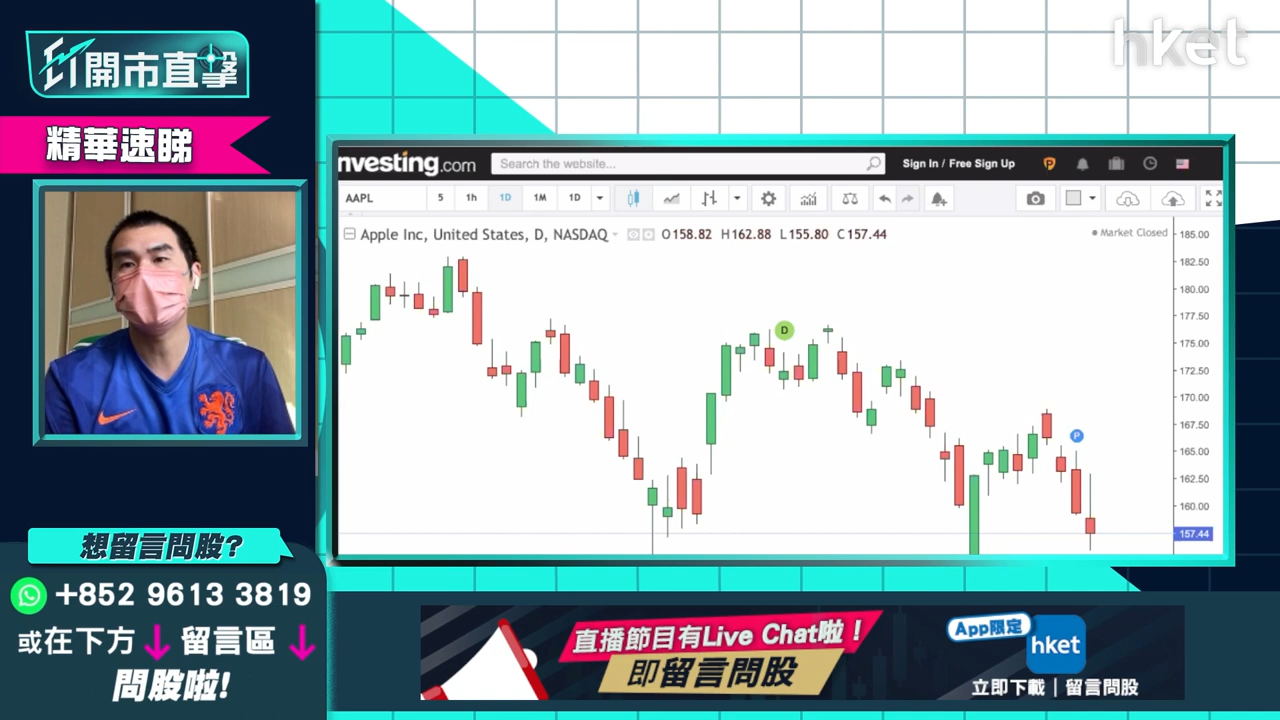 hket
ET開市直擊
精華速睇
nvesting.com
Search the website...
Sign In / Free Sign Up
AAPL
5
1h
1D
1M
1D
Apple Inc, United States, D, NASDAQ
O158.82 H162.88 L155.80 C157.44
Market Closed
185.00
182.50
180.00
177.50
175.00
172.50
170.00
167.50
165.00
162.50
160.00
157.44
D
P
想留言問股?
+852 9613 3819
或在下方 留言區
問股啦!
直播節目有Live Chat啦!
即留言問股
App限定
hket
立即下載|留言問股